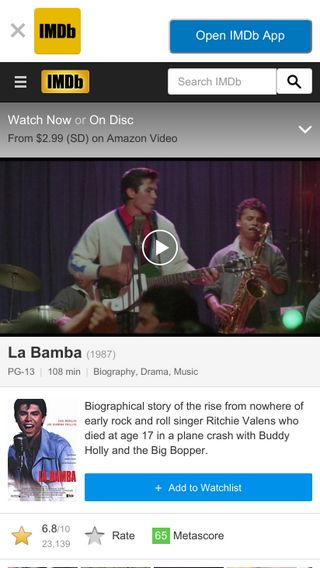 IMDb
Open IMDb App
IMDb
Search IMDb
Watch Now or On Disc
From $2.99 (SD) on Amazon Video
La Bamba (1987)
PG-13 | 108 min | Biography, Drama, Music
Biographical story of the rise from nowhere of
early rock and roll singer Ritchie Valens who
died at age 17 in a plane crash with Buddy
Holly and the Big Bopper.
LA BAMBA
+ Add to Watchlist
6.8/10
23,139
Rate
65 Metascore